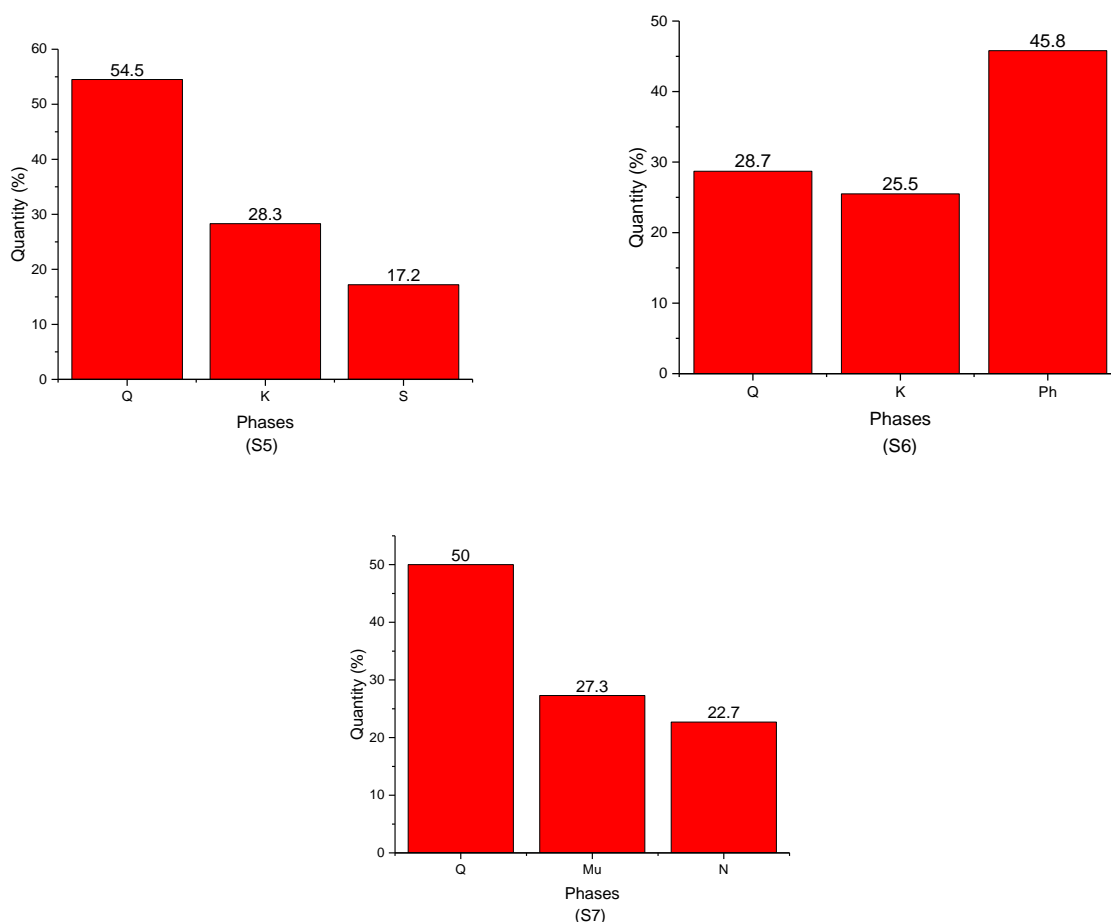 60
50
40
30
20
10
0
Quantity (%)
54.5
28.3
17.2
Q K S
Phases
(S5)
50
40
30
20
10
0
Quantity (%)
28.7
25.5
45.8
Q K Ph
Phases
(S6)
50
40
30
20
10
0
Quantity (%)
50
27.3
22.7
Q Mu N
Phases
(S7)